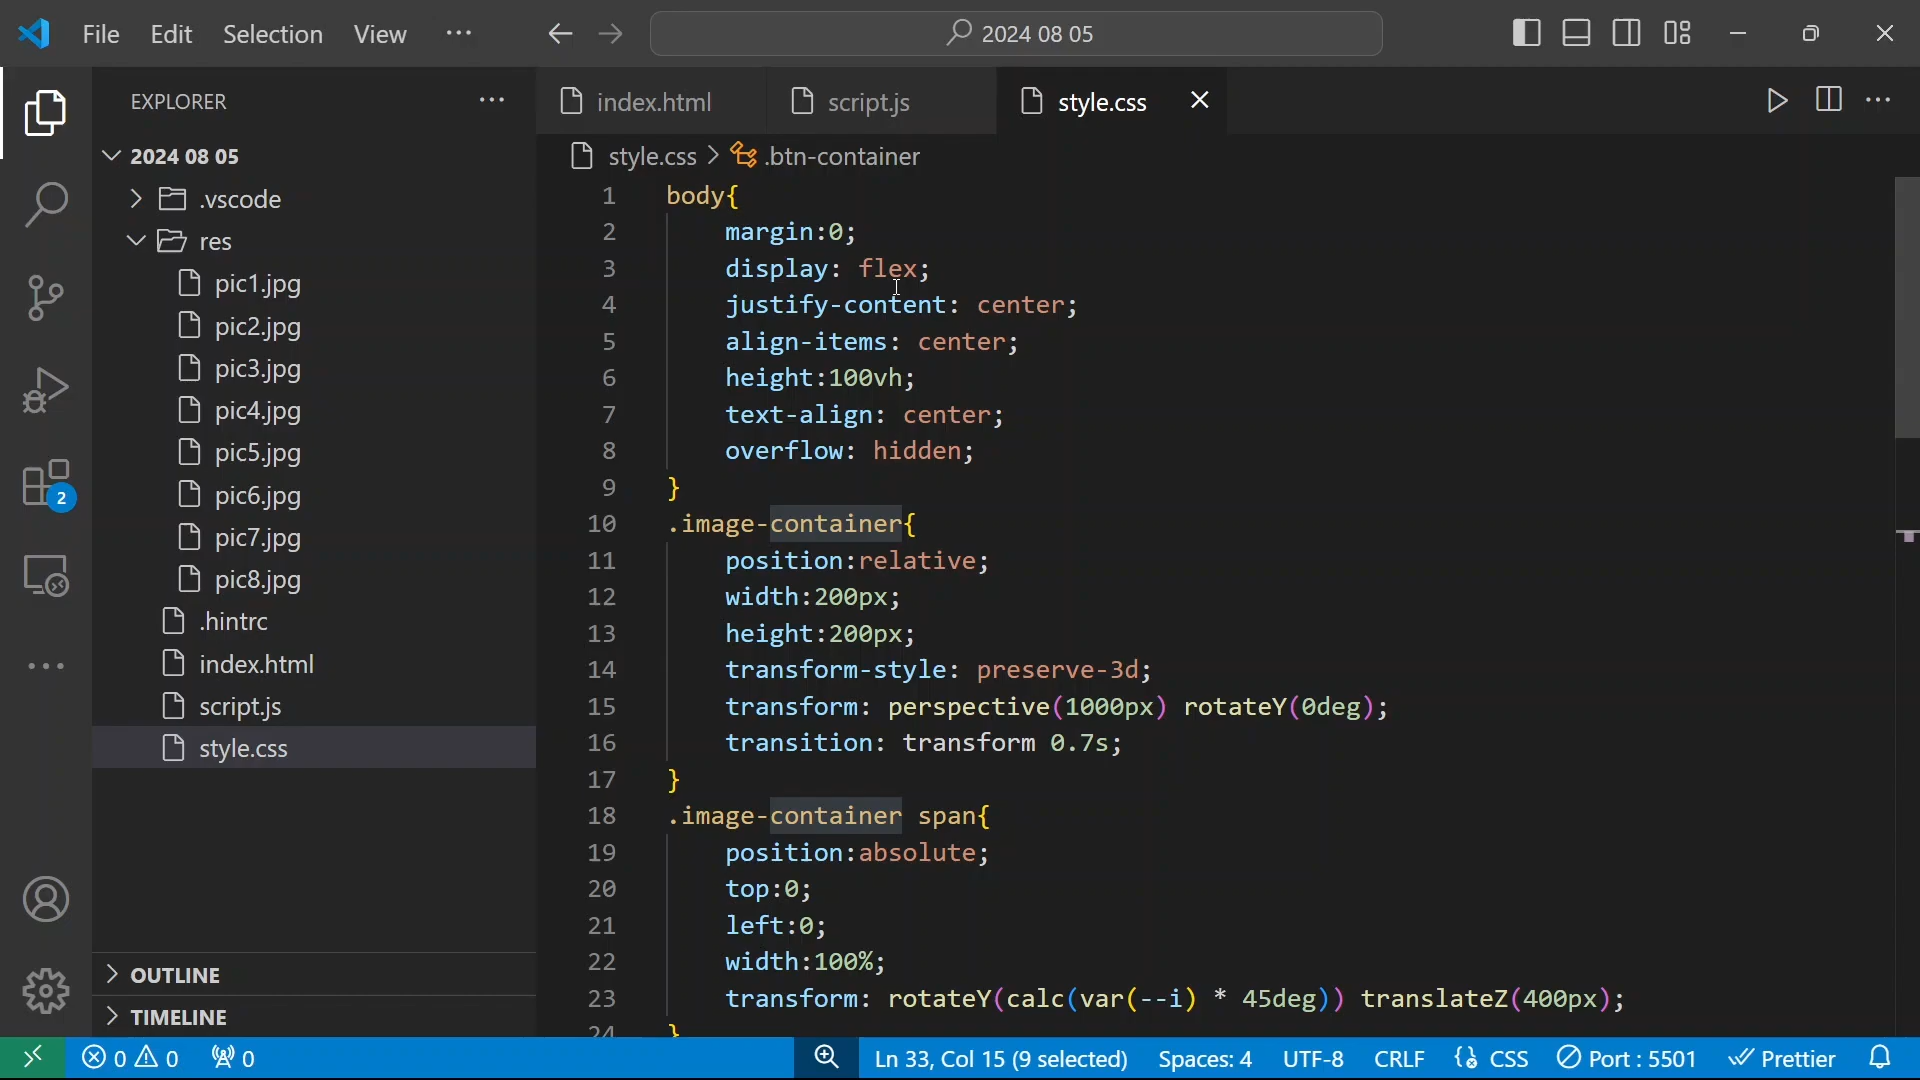 File Edit Selection View ··· 2024 08 05
EXPLORER ···
2024 08 05
.vscode
res
pic1.jpg
pic2.jpg
pic3.jpg
pic4.jpg
pic5.jpg
pic6.jpg
pic7.jpg
pic8.jpg
.hintrc
index.html
script.js
style.css
OUTLINE
TIMELINE
2
index.html script.js style.css
style.css > .btn-container
1 body{
2 margin:0;
3 display: flex;
4 justify-content: center;
5 align-items: center;
6 height:100vh;
7 text-align: center;
8 overflow: hidden;
9 }
10 .image-container{
11 position:relative;
12 width:200px;
13 height:200px;
14 transform-style: preserve-3d;
15 transform: perspective(1000px) rotateY(0deg);
16 transition: transform 0.7s;
17 }
18 .image-container span{
19 position:absolute;
20 top:0;
21 left:0;
22 width:100%;
23 transform: rotateY(calc(var(--i) * 45deg)) translateZ(400px);
24 }
0 0 0 Ln 33, Col 15 (9 selected) Spaces: 4 UTF-8 CRLF CSS Port : 5501 Prettier